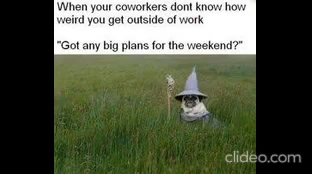 When your coworkers dont know how
weird you get outside of work
"Got any big plans for the weekend?"
clideo.com